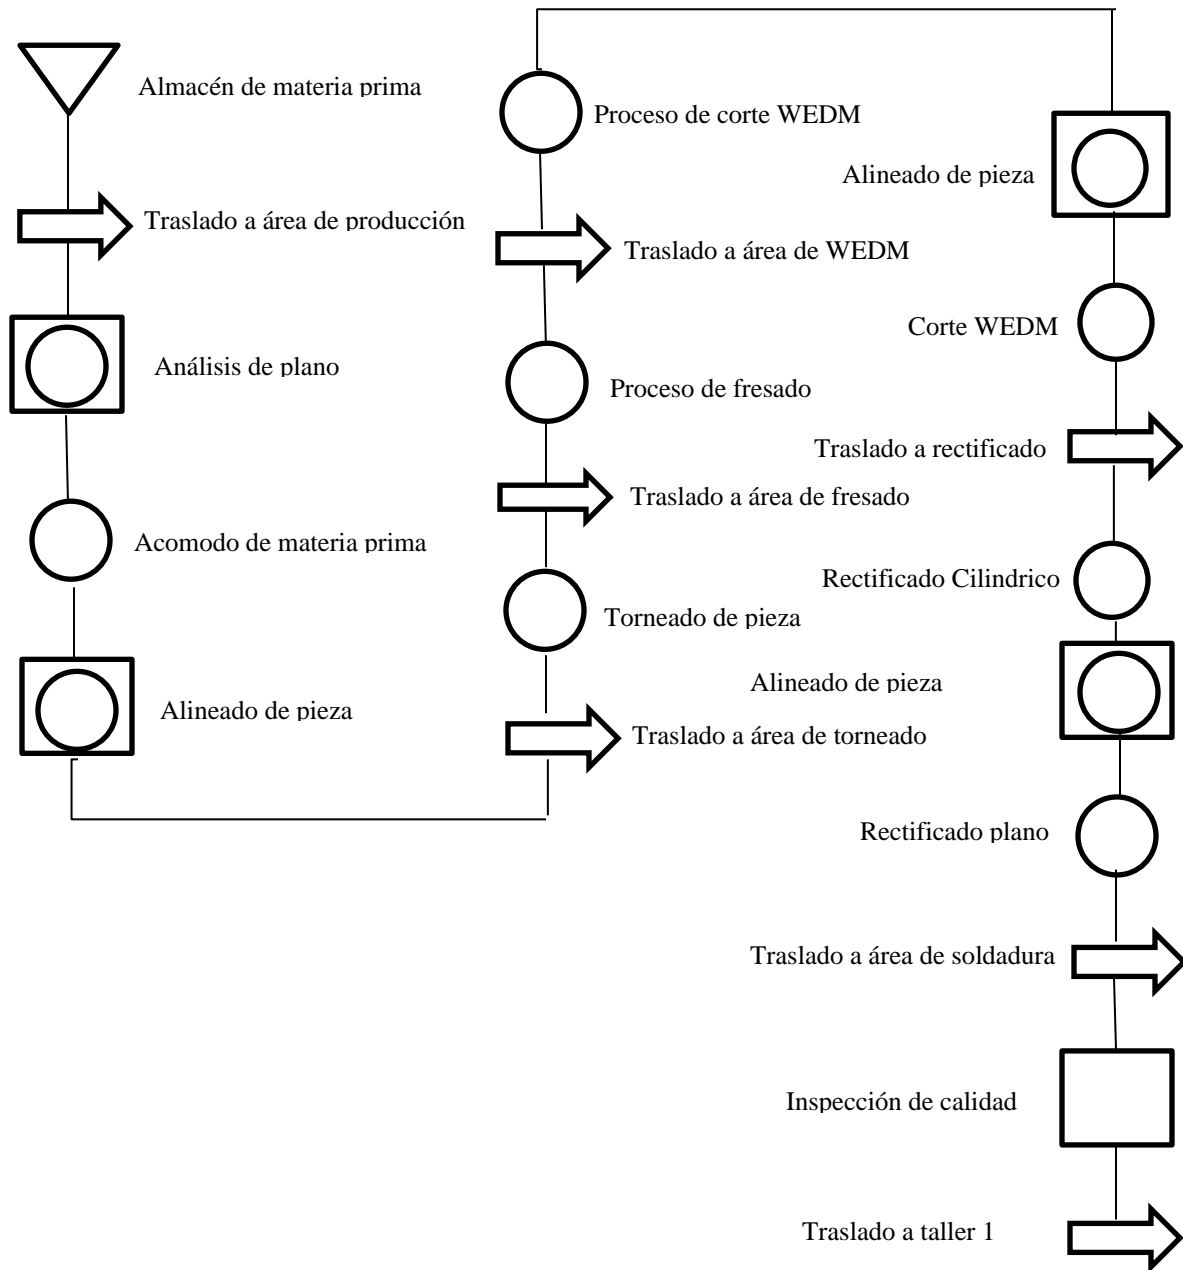 Almacén de materia prima
Traslado a área de producción
Análisis de plano
Acomodo de materia prima
Alineado de pieza
Proceso de corte WEDM
Traslado a área de WEDM
Proceso de fresado
Traslado a área de fresado
Torneado de pieza
Traslado a área de torneado
Alineado de pieza
Corte WEDM
Traslado a rectificado
Rectificado Cilindrico
Alineado de pieza
Rectificado plano
Traslado a área de soldadura
Inspección de calidad
Traslado a taller 1